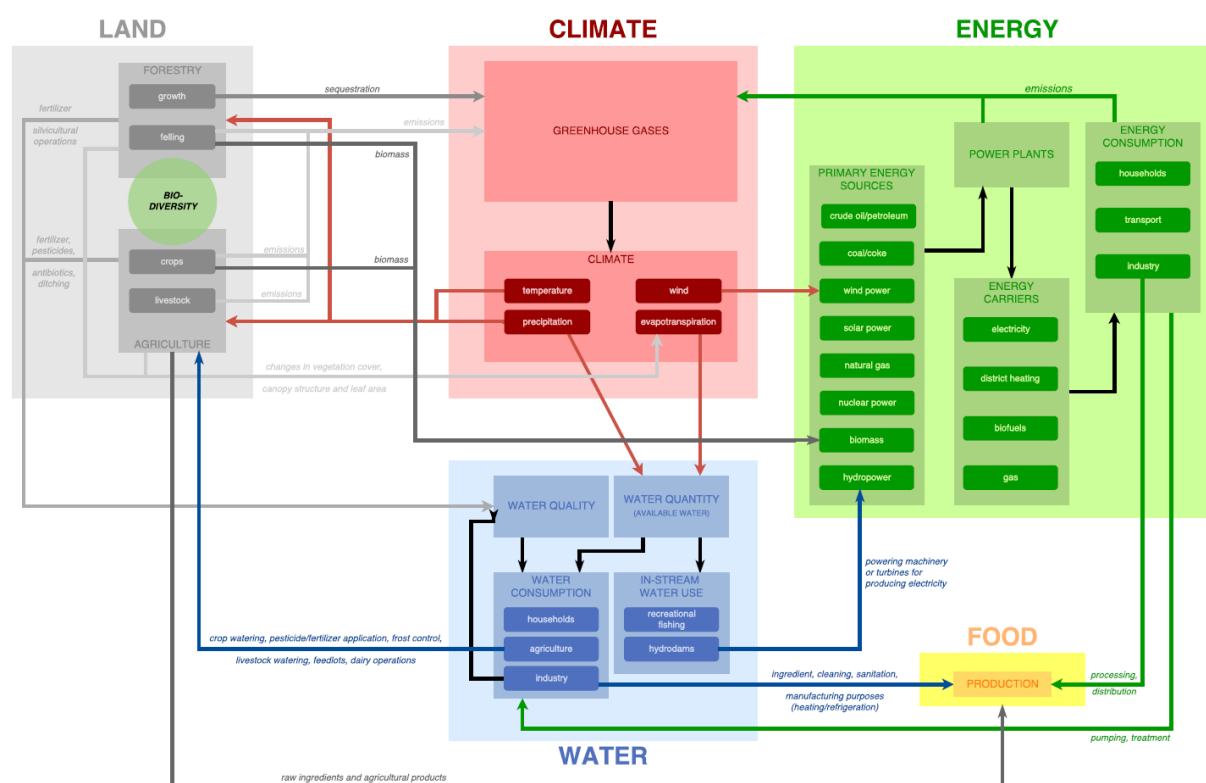 LAND
CLIMATE
ENERGY
FORESTRY
growth
felling
BIO-
DIVERSITY
crops
livestock
AGRICULTURE
fertilizer
silvicultural
operations
fertilizer,
pesticides,
antibiotics,
ditching
sequestration
emissions
biomass
emissions
biomass
emissions
changes in vegetation cover,
canopy structure and leaf area
GREENHOUSE GASES
CLIMATE
temperature
wind
precipitation
evapotranspiration
emissions
POWER PLANTS
ENERGY
CONSUMPTION
households
transport
industry
PRIMARY ENERGY
SOURCES
crude oil/petroleum
coal/coke
wind power
solar power
natural gas
nuclear power
biomass
hydropower
ENERGY
CARRIERS
electricity
district heating
biofuels
gas
WATER QUALITY
WATER QUANTITY
(AVAILABLE WATER)
WATER
CONSUMPTION
households
agriculture
industry
IN-STREAM
WATER USE
recreational
fishing
hydrodams
powering machinery
or turbines for
producing electricity
crop watering, pesticide/fertilizer application, frost control,
livestock watering, feedlots, dairy operations
ingredient, cleaning, sanitation,
manufacturing purposes
(heating/refrigeration)
FOOD
PRODUCTION
processing,
distribution
pumping, treatment
WATER
raw ingredients and agricultural products